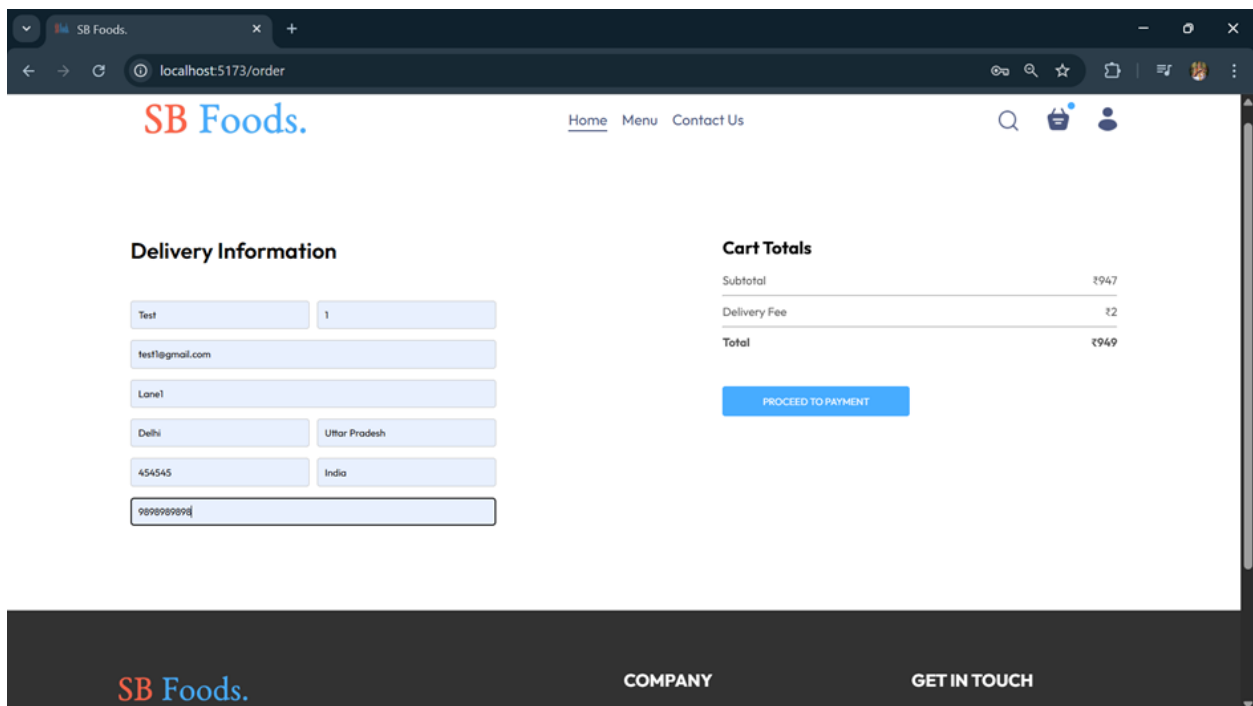 SB Foods.
localhost:5173/order
SB Foods.
Home Menu Contact Us
Delivery Information
Test 1
test1@gmail.com
Lane1
Delhi Uttar Pradesh
454545 India
9898989898
Cart Totals
Subtotal ₹947
Delivery Fee ₹2
Total ₹949
PROCEED TO PAYMENT
SB Foods.
COMPANY
GET IN TOUCH